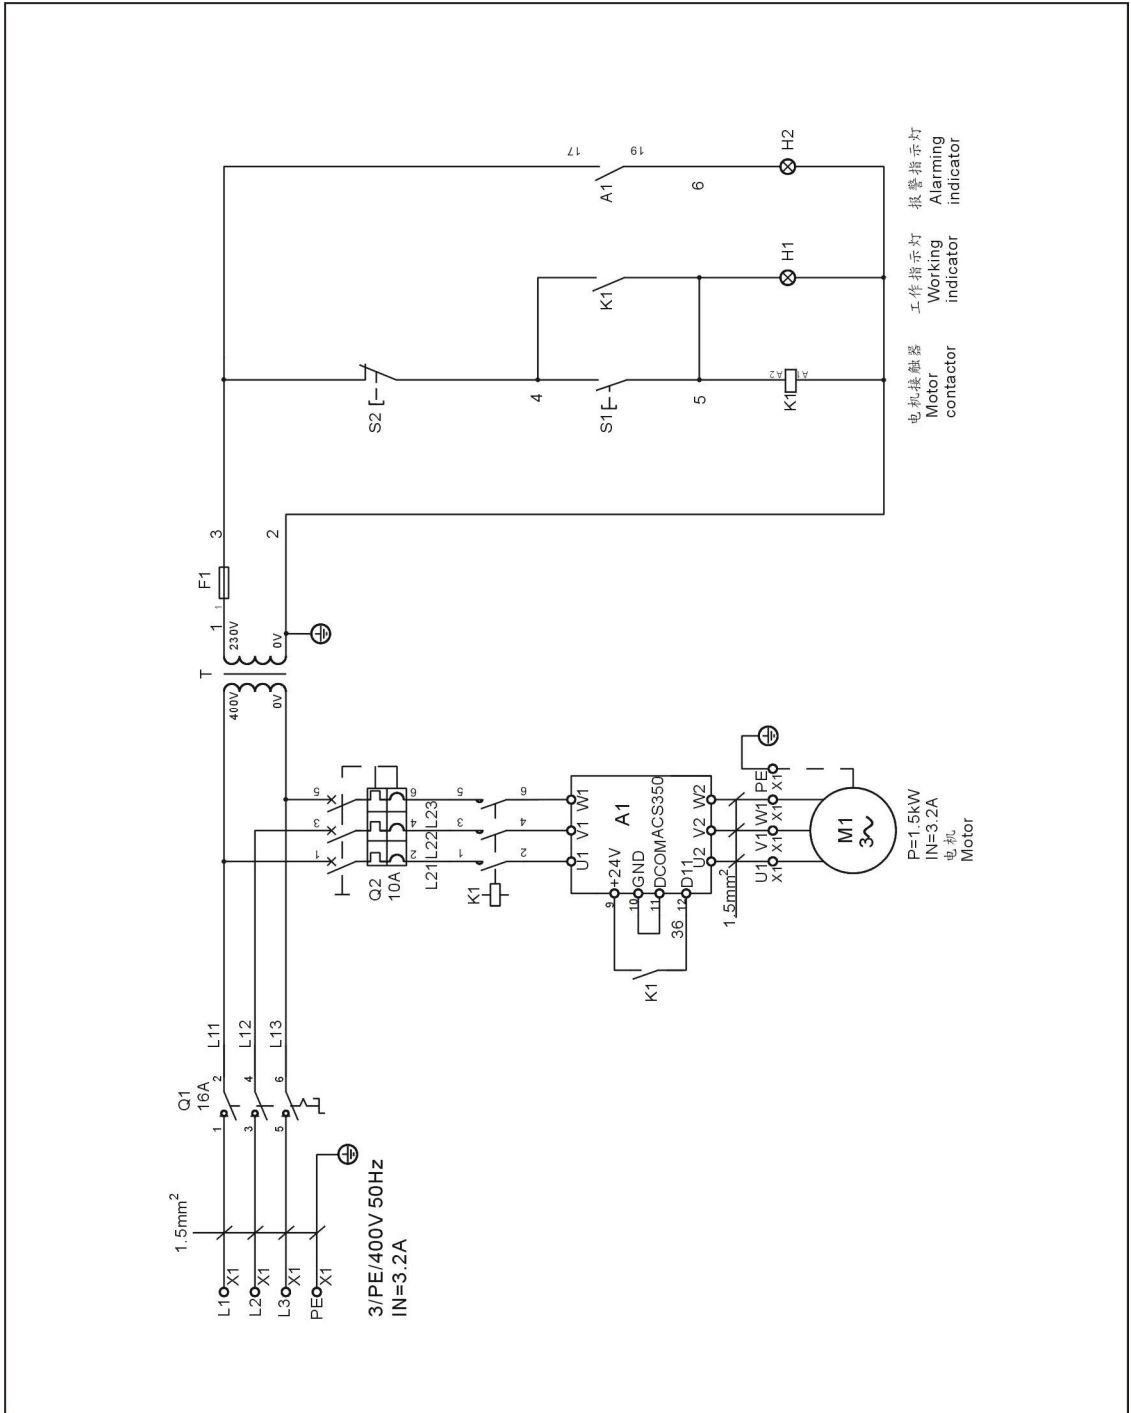 L1
X1
L2
X1
L3
X1
PE
X1
3/PE/400V 50Hz
IN=3.2A
1.5mm²
Q1
16A
1
2
3
4
5
6
L11
L12
L13
T
400V
0V
230V
0V
1
1
F1
3
2
1
3
5
Q2
10A
2
4
6
L21
L22
L23
K1
1
3
5
2
4
6
U1
V1
W1
A1
+24V
GND
DCOM
ACS350
D11
9
10
11
12
36
K1
U2
V2
W2
1.5mm²
U1
X1
V1
X1
W1
X1
PE
X1
M1
3
P=1.5kW
IN=3.2A
电机
Motor
S2
4
S1
5
K1
A2
A1
电机接触器
Motor
contactor
K1
H1
工作指示灯
Working
indicator
17
A1
19
6
H2
报警指示灯
Alarming
indicator